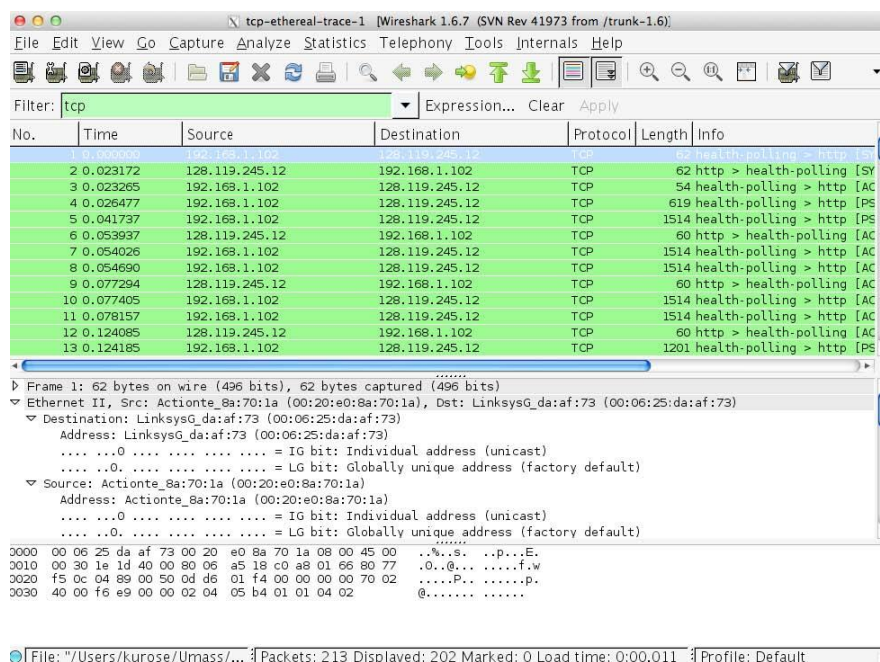 tcp-ethereal-trace-1 [Wireshark 1.6.7 (SVN Rev 41973 from /trunk-1.6)]
File Edit View Go Capture Analyze Statistics Telephony Tools Internals Help
Filter: tcp Expression... Clear Apply
No. Time Source Destination Protocol Length Info
1 0.000000 192.168.1.102 128.119.245.12 TCP 62 health-polling > http [SY
2 0.023172 128.119.245.12 192.168.1.102 TCP 62 http > health-polling [SY
3 0.023265 192.168.1.102 128.119.245.12 TCP 54 health-polling > http [AC
4 0.026477 192.168.1.102 128.119.245.12 TCP 619 health-polling > http [PS
5 0.041737 192.168.1.102 128.119.245.12 TCP 1514 health-polling > http [PS
6 0.053937 128.119.245.12 192.168.1.102 TCP 60 http > health-polling [AC
7 0.054026 192.168.1.102 128.119.245.12 TCP 1514 health-polling > http [AC
8 0.054690 192.168.1.102 128.119.245.12 TCP 1514 health-polling > http [AC
9 0.077294 128.119.245.12 192.168.1.102 TCP 60 http > health-polling [AC
10 0.077405 192.168.1.102 128.119.245.12 TCP 1514 health-polling > http [AC
11 0.078157 192.168.1.102 128.119.245.12 TCP 1514 health-polling > http [AC
12 0.124085 128.119.245.12 192.168.1.102 TCP 60 http > health-polling [AC
13 0.124185 192.168.1.102 128.119.245.12 TCP 1201 health-polling > http [PS
Frame 1: 62 bytes on wire (496 bits), 62 bytes captured (496 bits)
Ethernet II, Src: Actionte_8a:70:1a (00:20:e0:8a:70:1a), Dst: LinksysG_da:af:73 (00:06:25:da:af:73)
Destination: LinksysG_da:af:73 (00:06:25:da:af:73)
Address: LinksysG_da:af:73 (00:06:25:da:af:73)
.... ...0 .... .... .... .... = IG bit: Individual address (unicast)
.... ..0. .... .... .... .... = LG bit: Globally unique address (factory default)
Source: Actionte_8a:70:1a (00:20:e0:8a:70:1a)
Address: Actionte_8a:70:1a (00:20:e0:8a:70:1a)
.... ...0 .... .... .... .... = IG bit: Individual address (unicast)
.... ..0. .... .... .... .... = LG bit: Globally unique address (factory default)
0000 00 06 25 da af 73 00 20 e0 8a 70 1a 08 00 45 00 ..%..s. ..p...E.
0010 00 30 1e 1d 40 00 80 06 a5 18 c0 a8 01 66 80 77 .0..@... .....f.w
0020 f5 0c 04 89 00 50 0d d6 01 f4 00 00 00 00 70 02 .....P.. ......p.
0030 40 00 f6 e9 00 00 02 04 05 b4 01 01 04 02 @....... ......
File: "/Users/kurose/Umass/... Packets: 213 Displayed: 202 Marked: 0 Load time: 0:00.011 Profile: Default